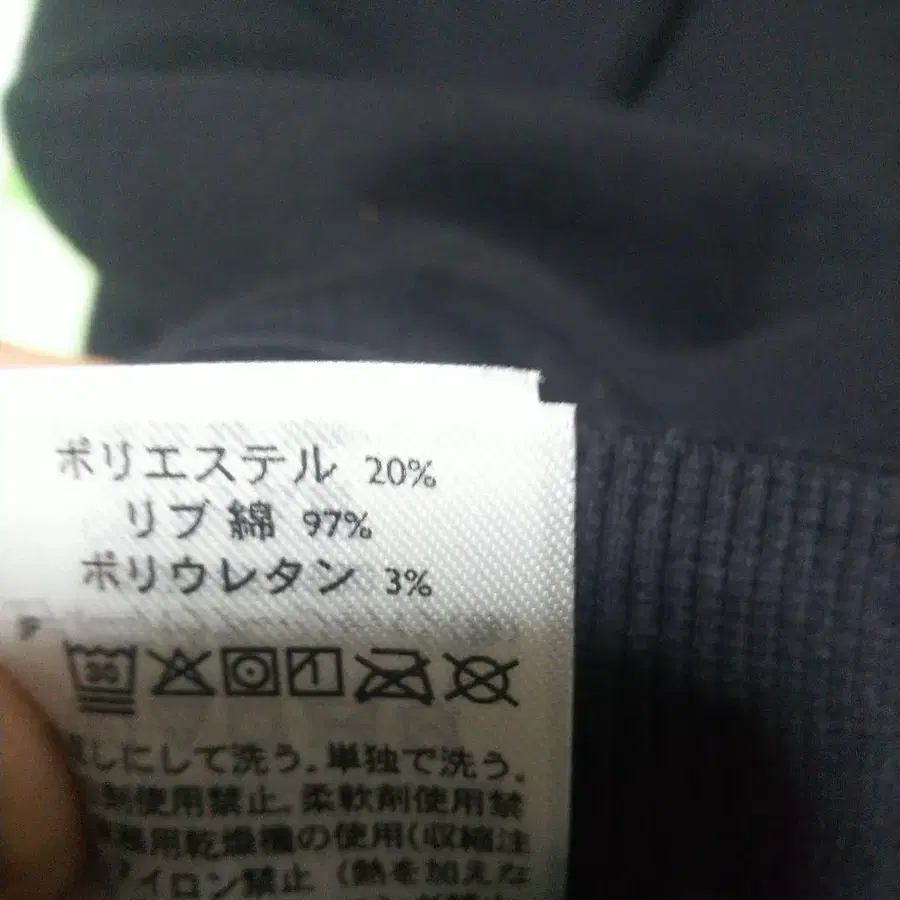 ポリエステル 20%
リブ 綿 97%
ポリウレタン 3%
30
しにして洗う.単独で洗う.
使用禁止.柔軟剤使用禁
用乾燥機の使用(収縮注
イロン禁止 (熱を加えな